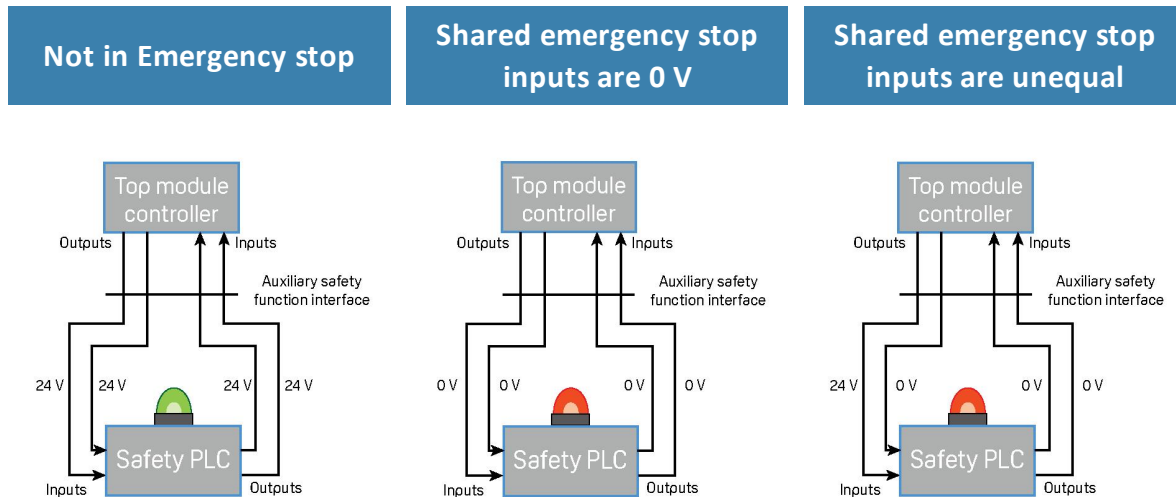 Not in Emergency stop
Shared emergency stop
inputs are 0 V
Shared emergency stop
inputs are unequal
Top module
controller
Outputs
Inputs
Auxiliary safety
function interface
24 V
24 V
24 V
24 V
Safety PLC
Inputs
Outputs
Top module
controller
Outputs
Inputs
Auxiliary safety
function interface
0 V
0 V
0 V
0 V
Safety PLC
Inputs
Outputs
Top module
controller
Outputs
Inputs
Auxiliary safety
function interface
24 V
0 V
0 V
0 V
Safety PLC
Inputs
Outputs